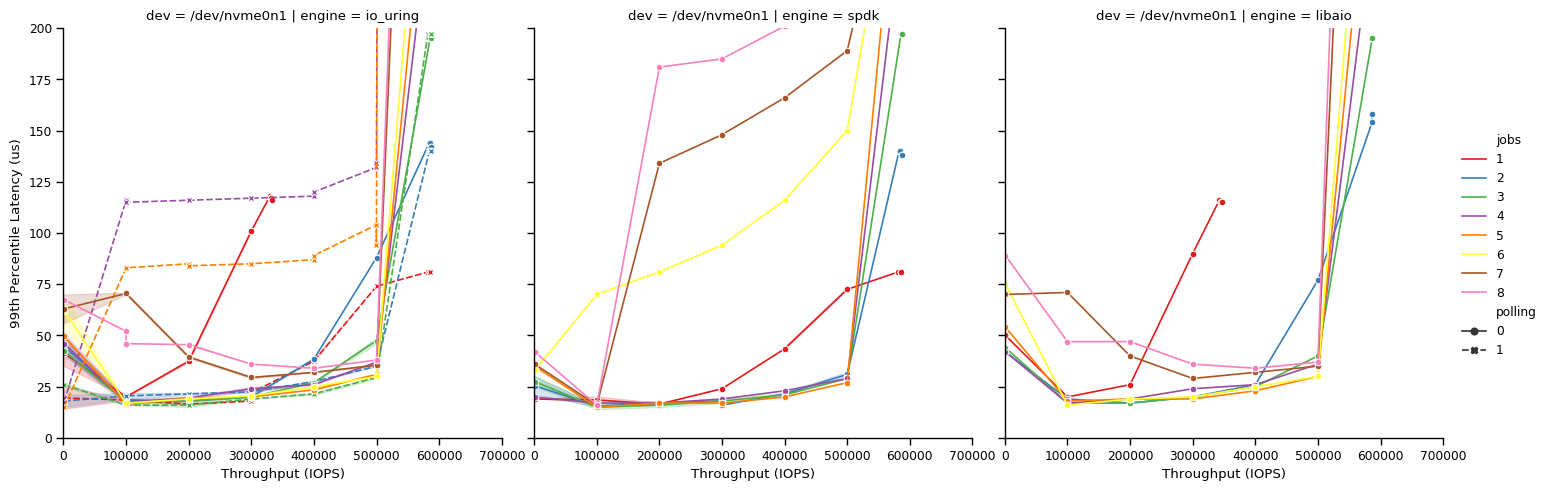 dev = /dev/nvme0n1 | engine = io_uring
dev = /dev/nvme0n1 | engine = spdk
dev = /dev/nvme0n1 | engine = libaio
200
175
150
125
100
75
50
25
0
99th Percentile Latency (us)
0 100000 200000 300000 400000 500000 600000 700000
0 100000 200000 300000 400000 500000 600000 700000
0 100000 200000 300000 400000 500000 600000 700000
Throughput (IOPS)
Throughput (IOPS)
Throughput (IOPS)
jobs
1
2
3
4
5
6
7
8
polling
0
1